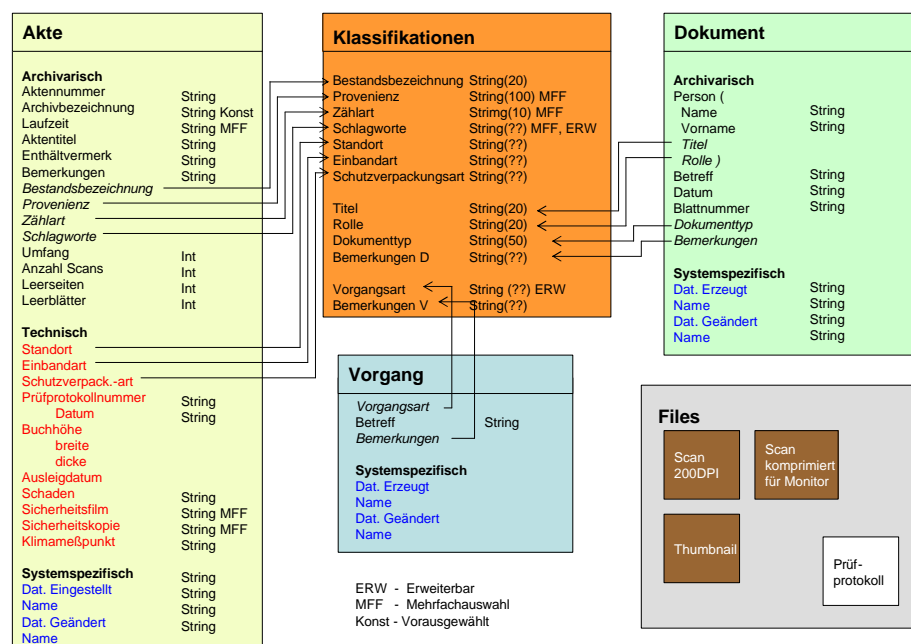 Akte
Archivarisch
Aktennummer String
Archivbezeichnung String Konst
Laufzeit String MFF
Aktentitel String
Enthältvermerk String
Bemerkungen String
Bestandsbezeichnung
Provenienz
Zählart
Schlagworte
Umfang Int
Anzahl Scans Int
Leerseiten Int
Leerblätter Int
Technisch
Standort
Einbandart
Schutzverpack.-art
Prüfprotokollnummer String
Datum String
Buchhöhe
breite
dicke
Ausleigdatum
Schaden String
Sicherheitsfilm String MFF
Sicherheitskopie String MFF
Klimameßpunkt String
Systemspezifisch
Dat. Eingestellt String
Name String
Dat. Geändert String
Name String
Klassifikationen
Bestandsbezeichnung String(20)
Provenienz String(100) MFF
Zählart Strimg(10) MFF
Schlagworte String(??) MFF, ERW
Standort String(??)
Einbandart String(??)
Schutzverpackungsart String(??)
Titel String(20)
Rolle String(20)
Dokumenttyp String(50)
Bemerkungen D String(??)
Vorgangsart String (??) ERW
Bemerkungen V String(??)
Vorgang
Vorgangsart
Betreff String
Bemerkungen
Systemspezifisch
Dat. Erzeugt
Name
Dat. Geändert
Name
ERW - Erweiterbar
MFF - Mehrfachauswahl
Konst - Vorausgewählt
Dokument
Archivarisch
Person (
Name String
Vorname String
Titel
Rolle )
Betreff String
Datum String
Blattnummer String
Dokumenttyp
Bemerkungen
Systemspezifisch
Dat. Erzeugt String
Name String
Dat. Geändert String
Name String
Files
Scan
200DPI
Scan
komprimiert
für Monitor
Thumbnail
Prüf-
protokoll